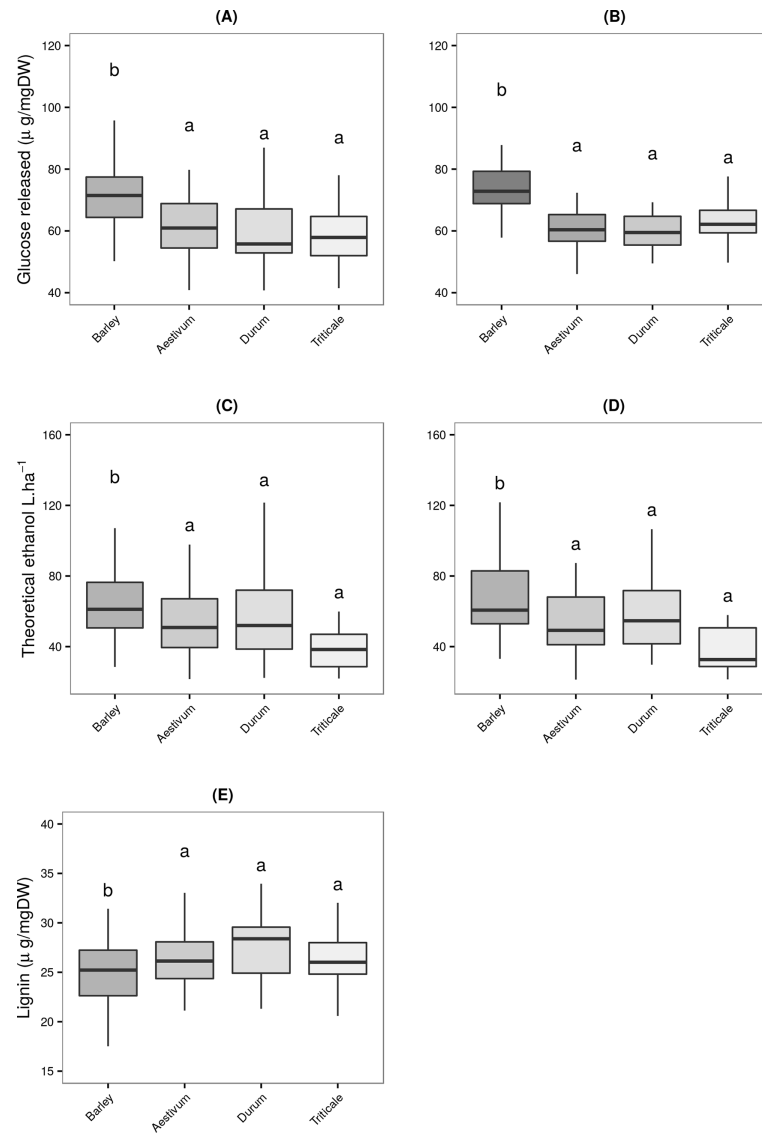 (A)
(B)
Glucose released (μ g/mgDW)
120
100
80
60
40
b
a
a
a
Barley
Aestivum
Durum
Triticale
120
100
80
60
40
b
a
a
a
Barley
Aestivum
Durum
Triticale
(C)
(D)
Theoretical ethanol L.ha⁻¹
160
120
80
40
b
a
a
a
Barley
Aestivum
Durum
Triticale
160
120
80
40
b
a
a
a
Barley
Aestivum
Durum
Triticale
(E)
Lignin (μ g/mgDW)
40
35
30
25
20
15
b
a
a
a
Barley
Aestivum
Durum
Triticale